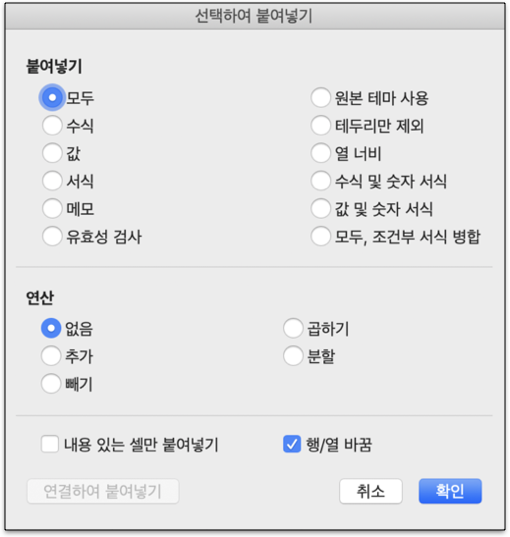 선택하여 붙여넣기
붙여넣기
모두
원본 테마 사용
수식
테두리만 제외
값
열 너비
서식
수식 및 숫자 서식
메모
값 및 숫자 서식
유효성 검사
모두, 조건부 서식 병합
연산
없음
곱하기
추가
분할
빼기
내용 있는 셀만 붙여넣기
행/열 바꿈
연결하여 붙여넣기
취소
확인